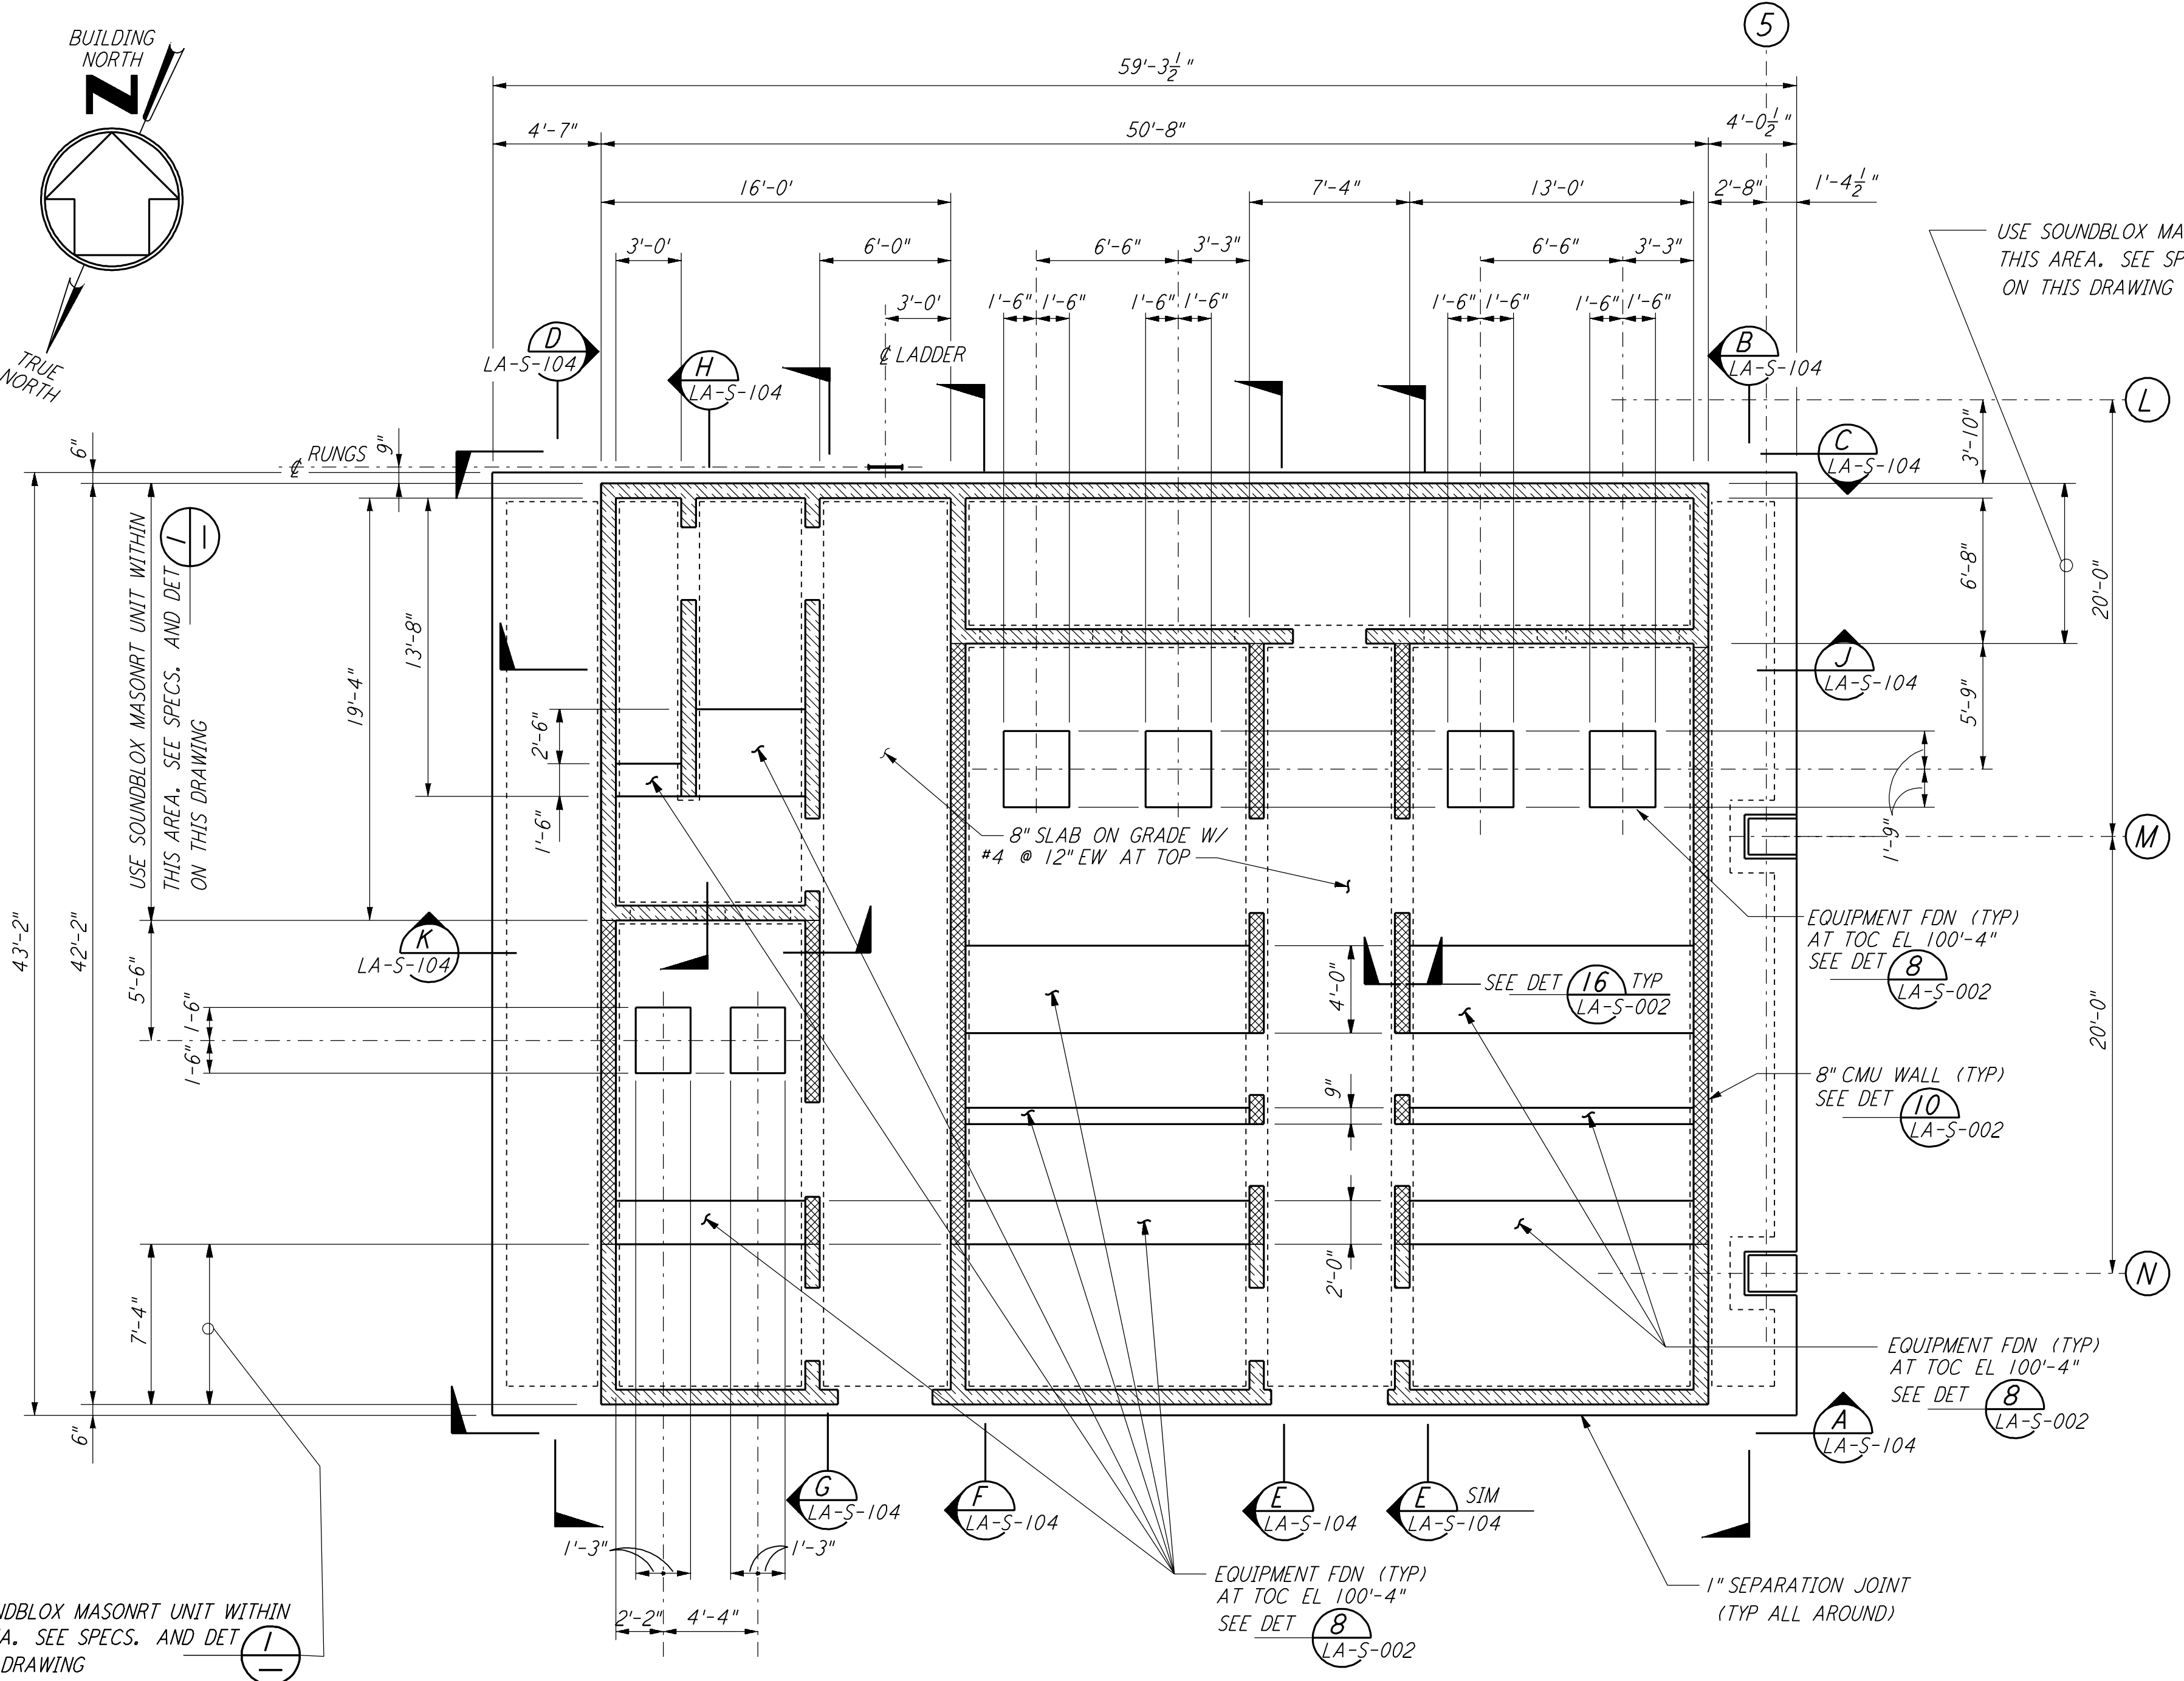 BUILDING
NORTH
N
TRUE
NORTH
5
59'-3½"
4'-7"
50'-8"
4'-0½"
16'-0'
7'-4"
13'-0'
2'-8"
1'-4½"
3'-0'
6'-0"
6'-6"
3'-3"
6'-6"
3'-3"
3'-0'
1'-6"
1'-6"
1'-6"
1'-6"
1'-6"
1'-6"
1'-6"
1'-6"
℄ LADDER
USE SOUNDBLOX MA
THIS AREA. SEE SP
ON THIS DRAWING
D
LA-S-104
H
LA-S-104
B
LA-S-104
L
C
LA-S-104
℄ RUNGS
9"
6"
3'-10"
6'-8"
20'-0"
J
LA-S-104
5'-9"
1'-9"
M
USE SOUNDBLOX MASONRT UNIT WITHIN
THIS AREA. SEE SPECS. AND DET
ON THIS DRAWING
1
—
19'-4"
13'-8"
2'-6"
1'-6"
8" SLAB ON GRADE W/
#4 @ 12" EW AT TOP
43'-2"
42'-2"
5'-6"
1'-6"
1'-6"
K
LA-S-104
4'-0"
SEE DET 16 TYP
LA-S-002
EQUIPMENT FDN (TYP)
AT TOC EL 100'-4"
SEE DET 8
LA-S-002
20'-0"
8" CMU WALL (TYP)
SEE DET 10
LA-S-002
9"
2'-0"
7'-4"
6"
N
EQUIPMENT FDN (TYP)
AT TOC EL 100'-4"
SEE DET 8
LA-S-002
A
LA-S-104
G
LA-S-104
F
LA-S-104
E
LA-S-104
E SIM
LA-S-104
1'-3"
1'-3"
2'-2"
4'-4"
EQUIPMENT FDN (TYP)
AT TOC EL 100'-4"
SEE DET 8
LA-S-002
1" SEPARATION JOINT
(TYP ALL AROUND)
NDBLOX MASONRT UNIT WITHIN
A. SEE SPECS. AND DET 1
DRAWING —